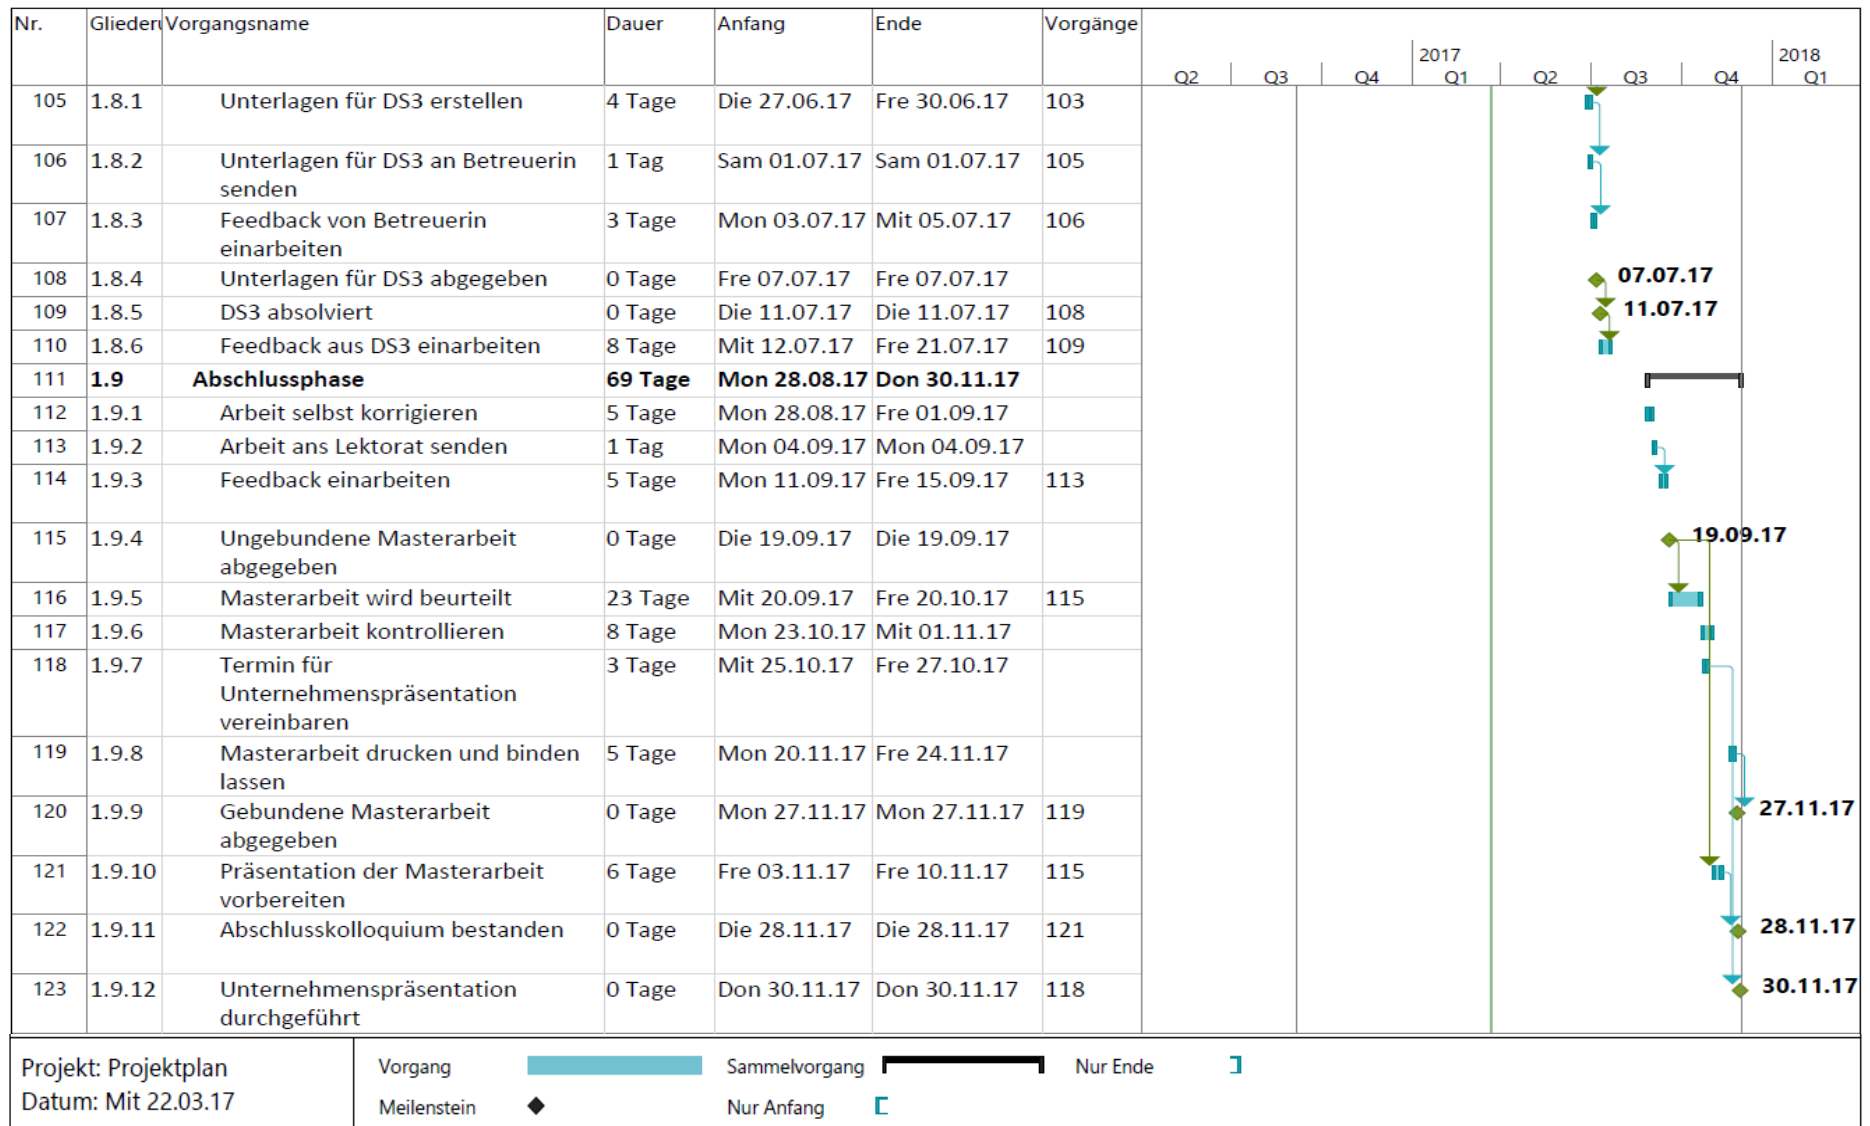 Nr. Gliederu Vorgangsname Dauer Anfang Ende Vorgänge
2017 2018
Q2 Q3 Q4 Q1 Q2 Q3 Q4 Q1
105 1.8.1 Unterlagen für DS3 erstellen 4 Tage Die 27.06.17 Fre 30.06.17 103
106 1.8.2 Unterlagen für DS3 an Betreuerin 1 Tag Sam 01.07.17 Sam 01.07.17 105
senden
107 1.8.3 Feedback von Betreuerin 3 Tage Mon 03.07.17 Mit 05.07.17 106
einarbeiten
108 1.8.4 Unterlagen für DS3 abgegeben 0 Tage Fre 07.07.17 Fre 07.07.17 07.07.17
109 1.8.5 DS3 absolviert 0 Tage Die 11.07.17 Die 11.07.17 108 11.07.17
110 1.8.6 Feedback aus DS3 einarbeiten 8 Tage Mit 12.07.17 Fre 21.07.17 109
111 1.9 Abschlussphase 69 Tage Mon 28.08.17 Don 30.11.17
112 1.9.1 Arbeit selbst korrigieren 5 Tage Mon 28.08.17 Fre 01.09.17
113 1.9.2 Arbeit ans Lektorat senden 1 Tag Mon 04.09.17 Mon 04.09.17
114 1.9.3 Feedback einarbeiten 5 Tage Mon 11.09.17 Fre 15.09.17 113
115 1.9.4 Ungebundene Masterarbeit 0 Tage Die 19.09.17 Die 19.09.17 19.09.17
abgegeben
116 1.9.5 Masterarbeit wird beurteilt 23 Tage Mit 20.09.17 Fre 20.10.17 115
117 1.9.6 Masterarbeit kontrollieren 8 Tage Mon 23.10.17 Mit 01.11.17
118 1.9.7 Termin für 3 Tage Mit 25.10.17 Fre 27.10.17
Unternehmenspräsentation
vereinbaren
119 1.9.8 Masterarbeit drucken und binden 5 Tage Mon 20.11.17 Fre 24.11.17
lassen
120 1.9.9 Gebundene Masterarbeit 0 Tage Mon 27.11.17 Mon 27.11.17 119 27.11.17
abgegeben
121 1.9.10 Präsentation der Masterarbeit 6 Tage Fre 03.11.17 Fre 10.11.17 115
vorbereiten
122 1.9.11 Abschlusskolloquium bestanden 0 Tage Die 28.11.17 Die 28.11.17 121 28.11.17
123 1.9.12 Unternehmenspräsentation 0 Tage Don 30.11.17 Don 30.11.17 118 30.11.17
durchgeführt
Projekt: Projektplan
Datum: Mit 22.03.17
Vorgang Sammelvorgang Nur Ende
Meilenstein Nur Anfang